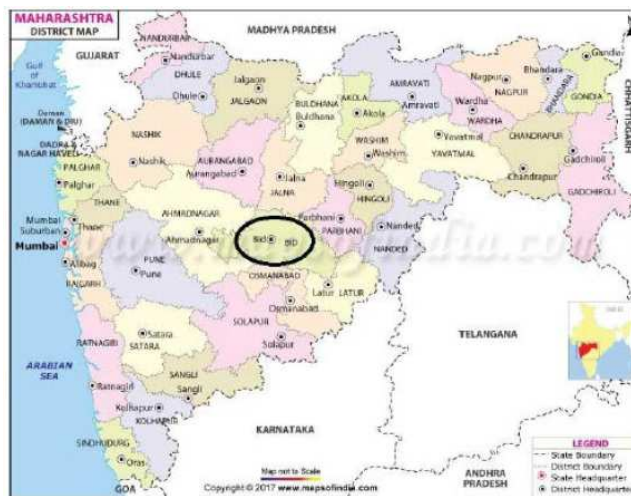 MAHARASHTRA
DISTRICT MAP
MADHYA PRADESH
GUJARAT
Gulf
of
Khambhat
NANDURBAR
Nandurbar
DHULE
Dhule
Jalgaon
JALGAON
BULDHANA
Buldhana
AKOLA
Akola
AMRAVATI
Amravati
Nagpur
NAGPUR
Wardha
WARDHA
Bhandara
BHANDARA
Gondia
GONDIA
CHHATTISGARH
Daman
(DAMAN & DIU)
DADRA &
NAGAR HAVELI
NASHIK
Nashik
AURANGABAD
Aurangabad
Jalna
JALNA
WASHIM
Washim
Yavatmal
YAVATMAL
CHANDRAPUR
Chandrapur
Gadchiroli
GADCHIROLI
PALGHAR
Palghar
THANE
Thane
Mumbai
Suburban
Mumbai
Alibag
RAIGARH
AHMADNAGAR
Ahmadnagar
Bid
BID
Hingoli
HINGOLI
Parbhani
PARBHANI
Nanded
NANDED
PUNE
Pune
OSMANABAD
Osmanabad
Latur
LATUR
SOLAPUR
Solapur
Satara
SATARA
RATNAGIRI
Ratnagiri
SANGLI
Sangli
Kolhapur
KOLHAPUR
SINDHUDURG
Oras
GOA
ARABIAN
SEA
TELANGANA
KARNATAKA
ANDHRA
PRADESH
LEGEND
State Boundary
District Boundary
State Headquarter
District Headquarter
Map not to Scale
Copyright © 2017 www.mapsofindia.com